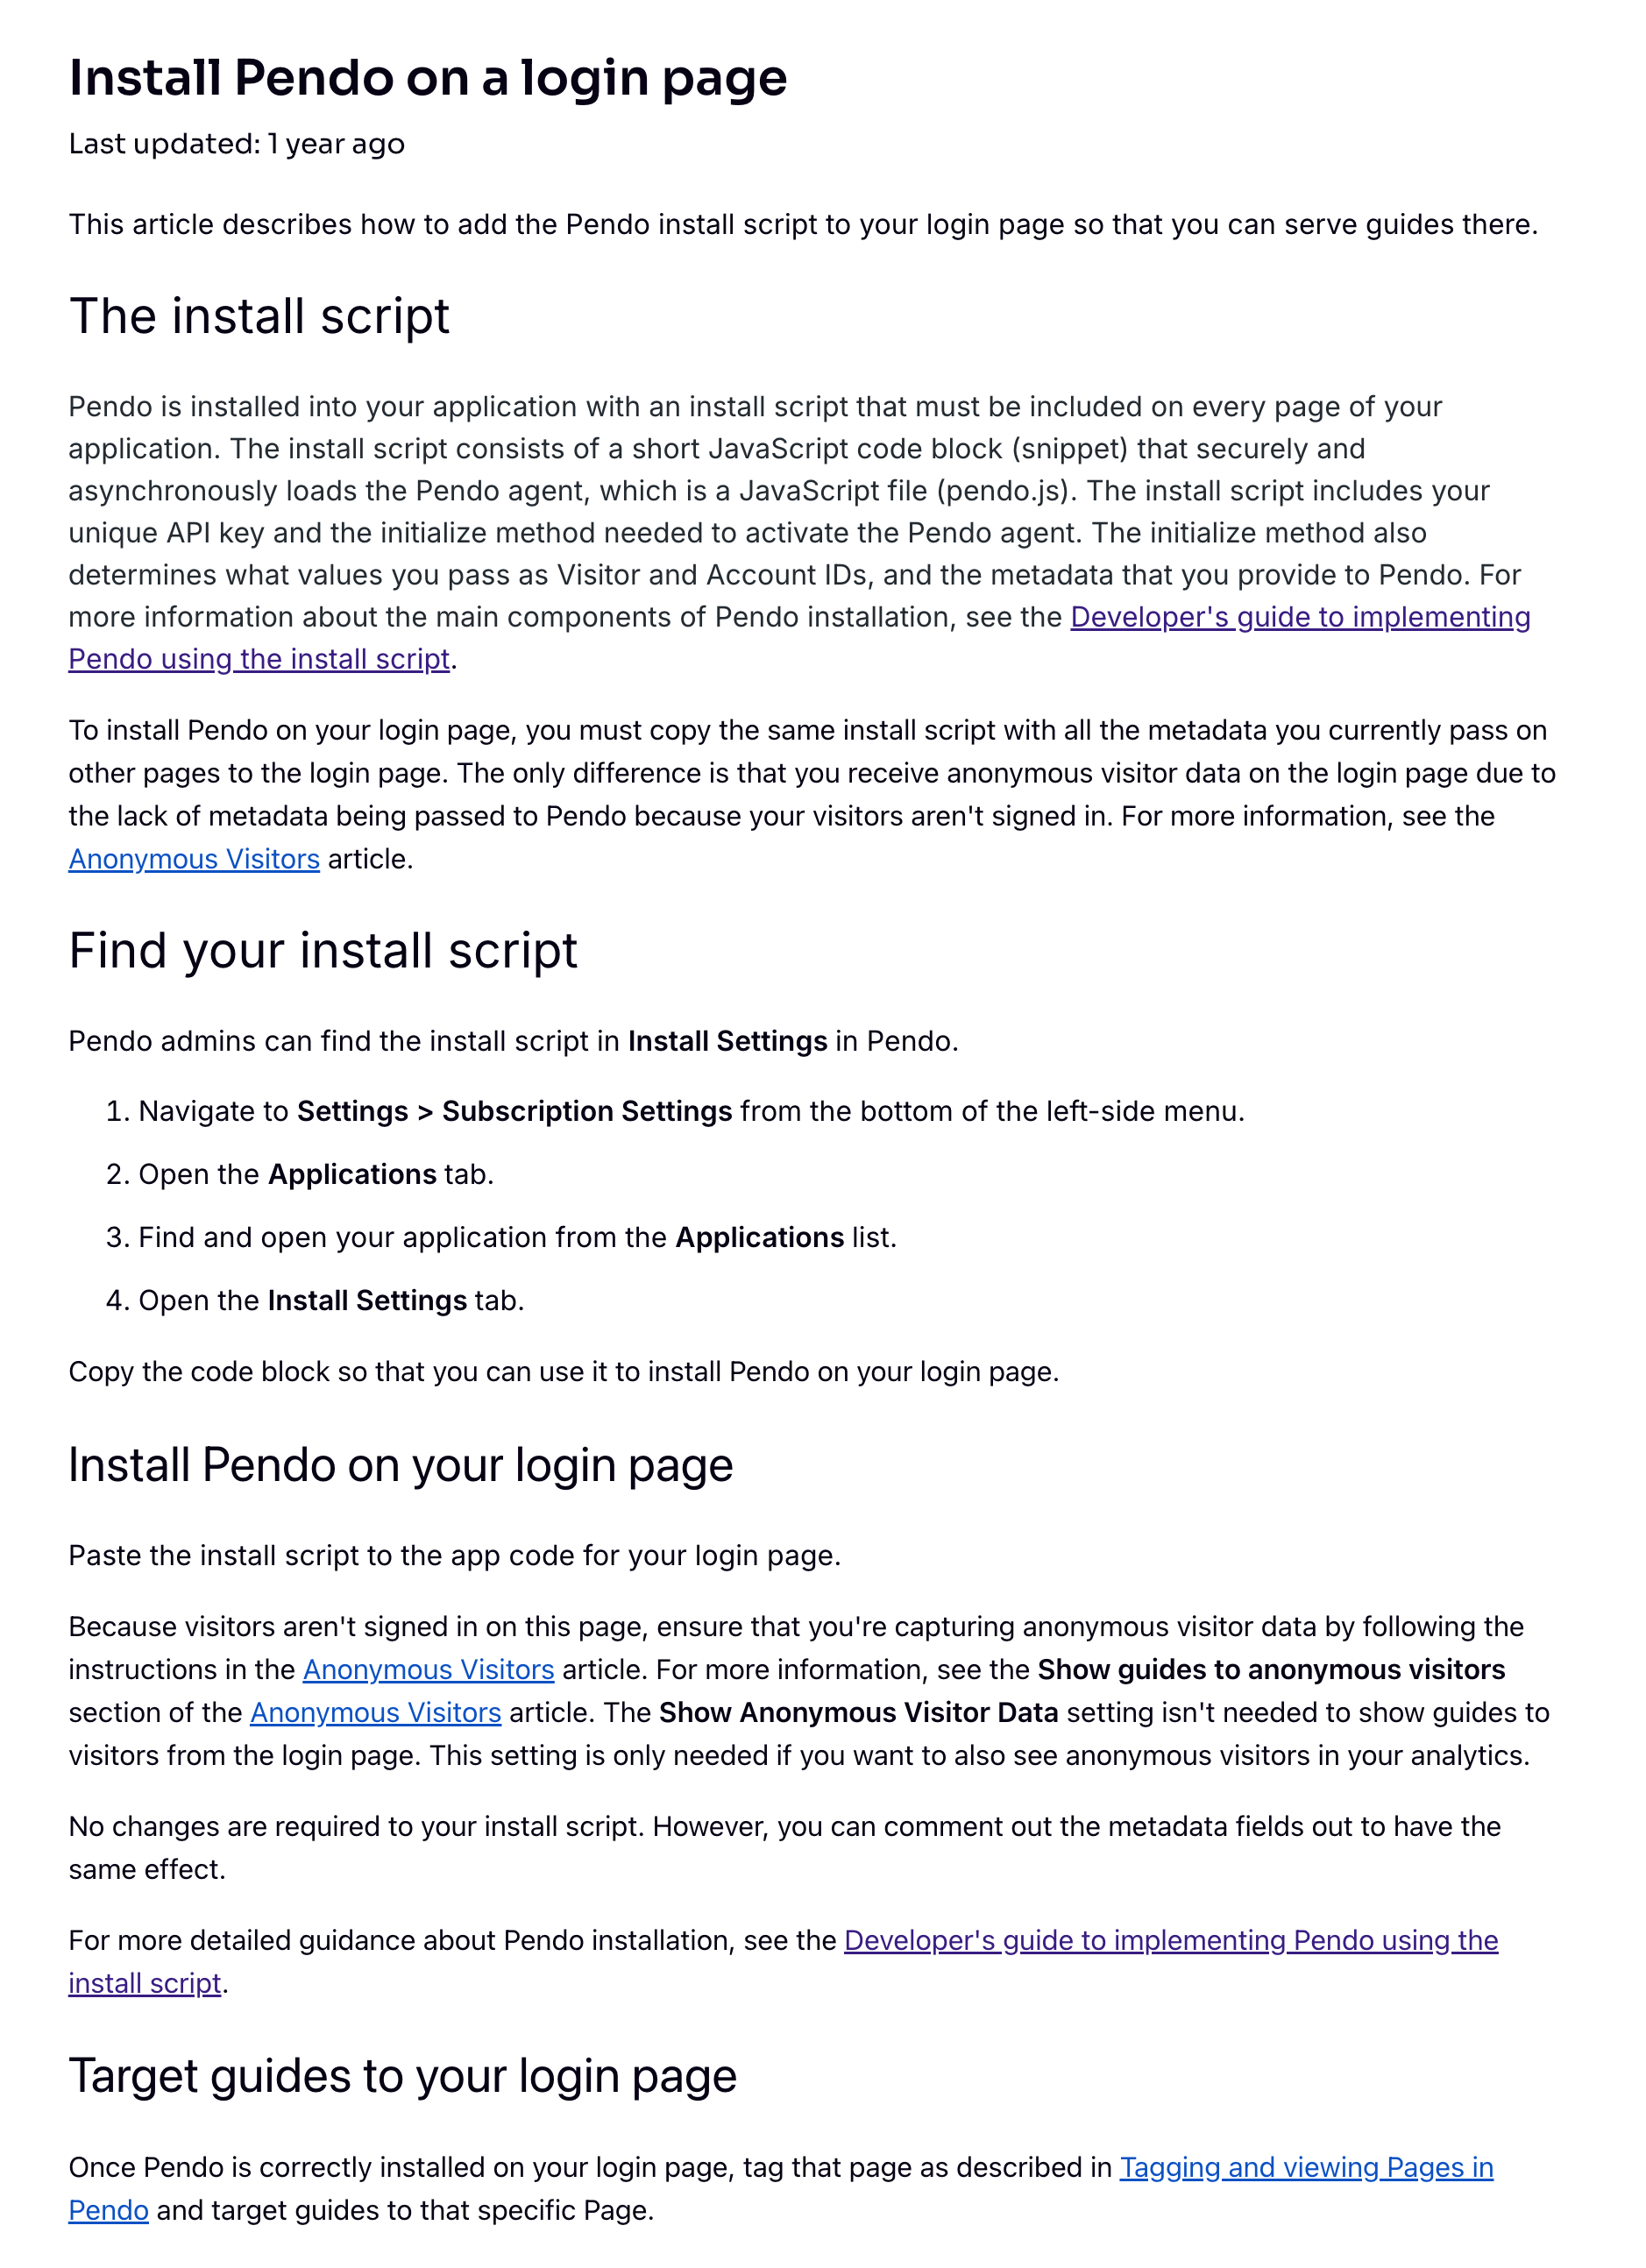 Install Pendo on a login page
Last updated: 1 year ago
This article describes how to add the Pendo install script to your login page so that you can serve guides there.
The install script
Pendo is installed into your application with an install script that must be included on every page of your
application. The install script consists of a short JavaScript code block (snippet) that securely and
asynchronously loads the Pendo agent, which is a JavaScript file (pendo.js). The install script includes your
unique API key and the initialize method needed to activate the Pendo agent. The initialize method also
determines what values you pass as Visitor and Account IDs, and the metadata that you provide to Pendo. For
more information about the main components of Pendo installation, see the Developer's guide to implementing
Pendo using the install script.
To install Pendo on your login page, you must copy the same install script with all the metadata you currently pass on
other pages to the login page. The only difference is that you receive anonymous visitor data on the login page due to
the lack of metadata being passed to Pendo because your visitors aren't signed in. For more information, see the
Anonymous Visitors article.
Find your install script
Pendo admins can find the install script in Install Settings in Pendo.
1. Navigate to Settings > Subscription Settings from the bottom of the left-side menu.
2. Open the Applications tab.
3. Find and open your application from the Applications list.
4. Open the Install Settings tab.
Copy the code block so that you can use it to install Pendo on your login page.
Install Pendo on your login page
Paste the install script to the app code for your login page.
Because visitors aren't signed in on this page, ensure that you're capturing anonymous visitor data by following the
instructions in the Anonymous Visitors article. For more information, see the Show guides to anonymous visitors
section of the Anonymous Visitors article. The Show Anonymous Visitor Data setting isn't needed to show guides to
visitors from the login page. This setting is only needed if you want to also see anonymous visitors in your analytics.
No changes are required to your install script. However, you can comment out the metadata fields out to have the
same effect.
For more detailed guidance about Pendo installation, see the Developer's guide to implementing Pendo using the
install script.
Target guides to your login page
Once Pendo is correctly installed on your login page, tag that page as described in Tagging and viewing Pages in
Pendo and target guides to that specific Page.